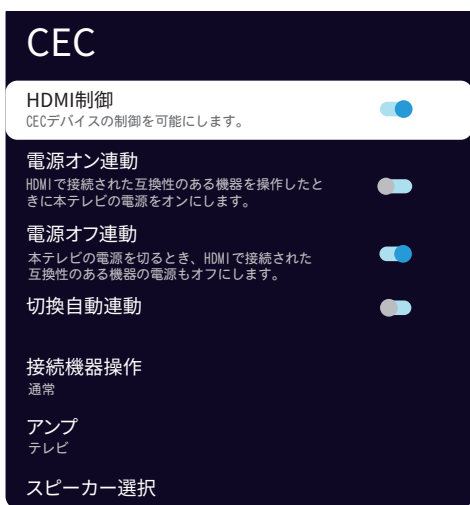 CEC
HDMI制御
CECデバイスの制御を可能にします。
電源オン連動
HDMIで接続された互換性のある機器を操作したと
きに本テレビの電源をオンにします。
電源オフ連動
本テレビの電源を切るとき、HDMIで接続された
互換性のある機器の電源もオフにします。
切換自動連動
接続機器操作
通常
アンプ
テレビ
スピーカー選択